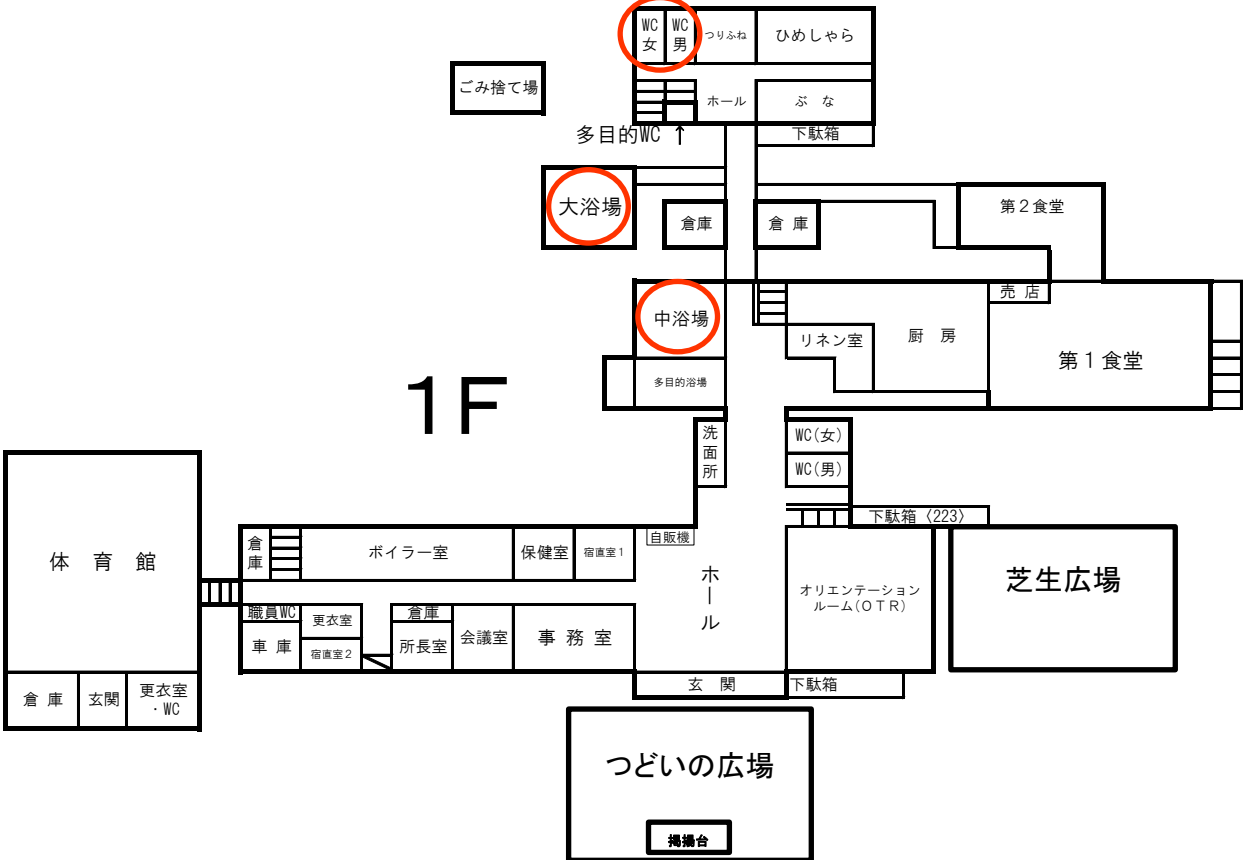 WC
女
WC
男
つりふね
ひめしゃら
ごみ捨て場
ホール
ぶ な
多目的WC ↑
下駄箱
大浴場
倉庫
倉 庫
第2食堂
中浴場
売 店
リネン室
厨 房
第1食堂
多目的浴場
1F
洗面所
WC(女)
WC(男)
下駄箱〈223〉
体 育 館
倉庫
ボイラー室
保健室
宿直室1
自販機
ホール
オリエンテーション
ルーム(OTR)
芝生広場
職員WC
更衣室
倉庫
車 庫
宿直室2
所長室
会議室
事 務 室
倉 庫
玄関
更衣室
・WC
玄 関
下駄箱
つどいの広場
掲揚台